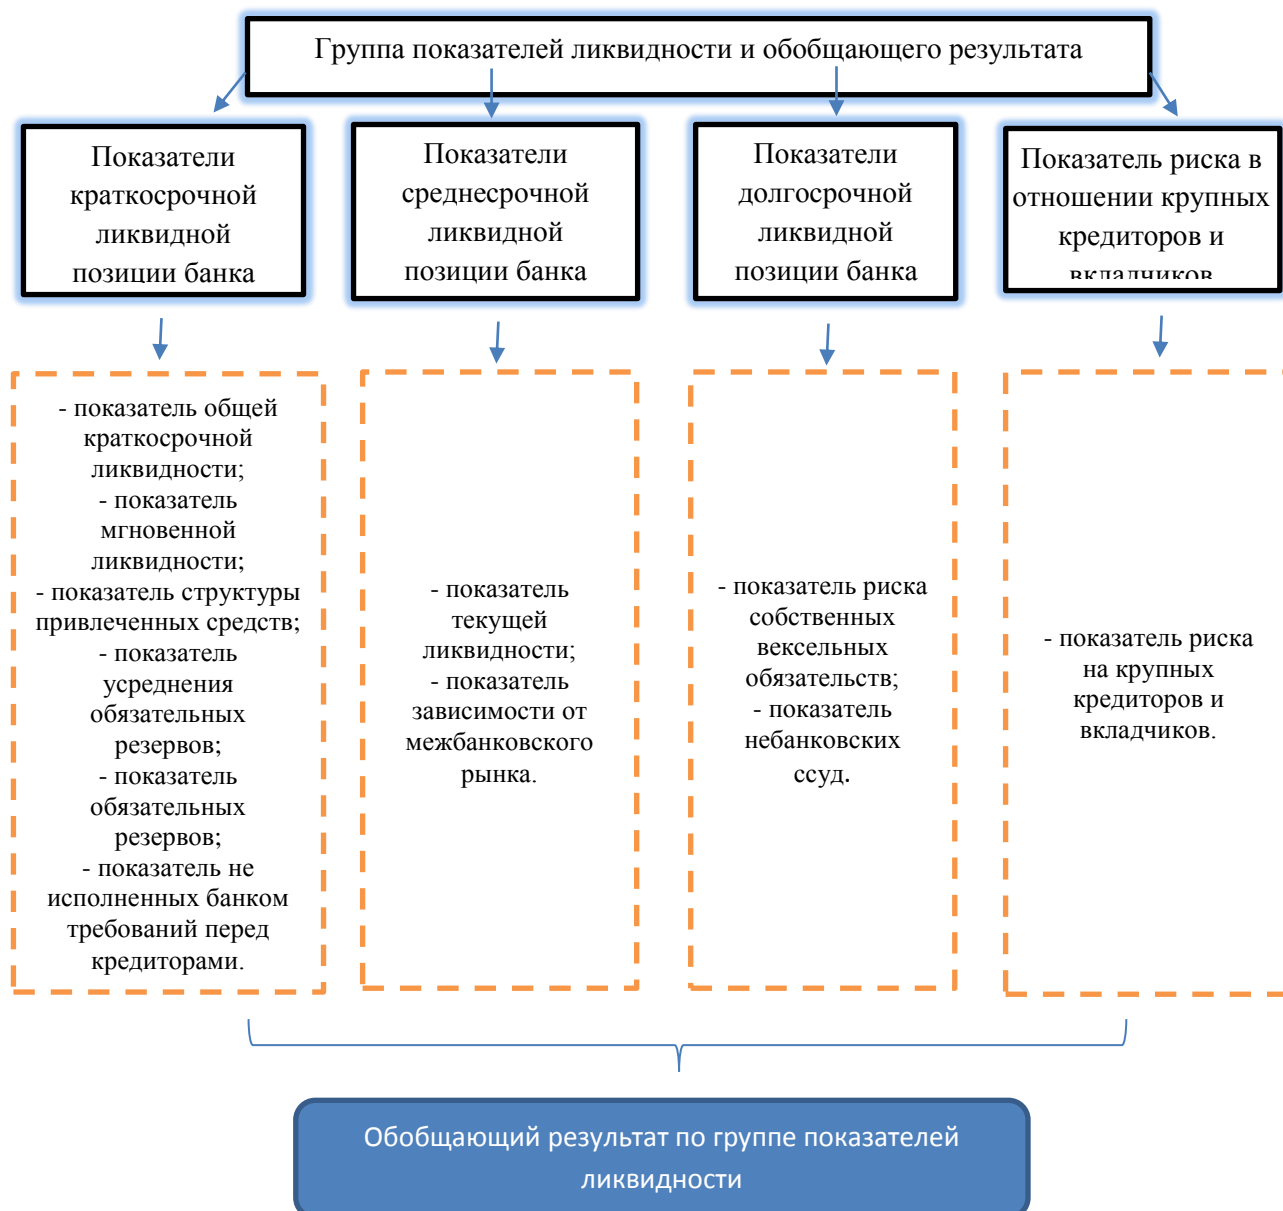 Группа показателей ликвидности и обобщающего результата
Показатели
краткосрочной
ликвидной
позиции банка
Показатели
среднесрочной
ликвидной
позиции банка
Показатели
долгосрочной
ликвидной
позиции банка
Показатель риска в
отношении крупных
кредиторов и
вкладчиков
- показатель общей
краткосрочной
ликвидности;
- показатель
мгновенной
ликвидности;
- показатель структуры
привлеченных средств;
- показатель
усреднения
обязательных
резервов;
- показатель
обязательных
резервов;
- показатель не
исполненных банком
требований перед
кредиторами.
- показатель
текущей
ликвидности;
- показатель
зависимости от
межбанковского
рынка.
- показатель риска
собственных
вексельных
обязательств;
- показатель
небанковских
ссуд.
- показатель риска
на крупных
кредиторов и
вкладчиков.
Обобщающий результат по группе показателей
ликвидности